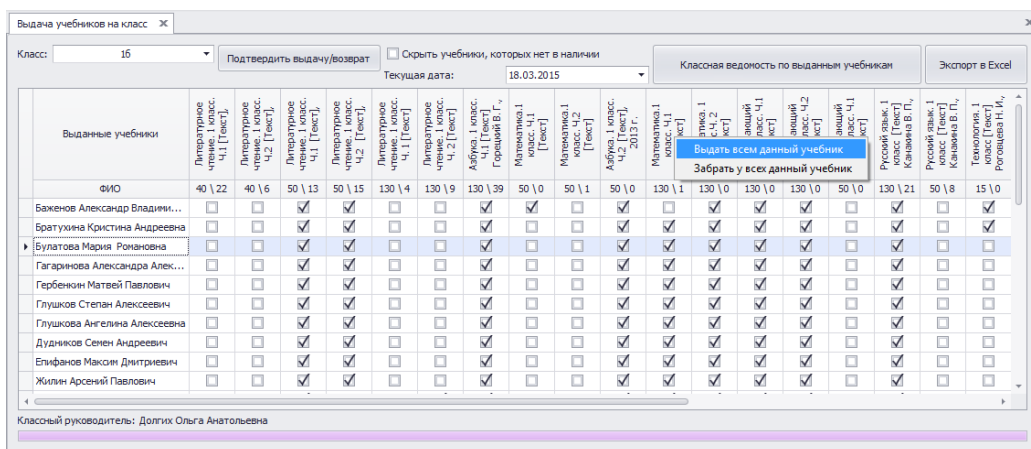 Выдача учебников на класс
Класс:
1б
Подтвердить выдачу/возврат
Скрыть учебники, которых нет в наличии
Текущая дата:
18.03.2015
Классная ведомость по выданным учебникам
Экспорт в Excel
Выданные учебники
Литературное
чтение. 1 класс.
Ч.1 [Текст],
Литературное
чтение. 1 класс.
Ч.2 [Текст],
Литературное
чтение. 1 класс.
Ч.1 [Текст],
Литературное
чтение. 1 класс.
Ч.2 [Текст],
Литературное
чтение. 1 класс.
Ч. 1 [Текст]
Литературное
чтение. 1 класс.
Ч. 2 [Текст]
Азбука. 1 класс.
Ч.1 [Текст]
Горецкий В. Г.,
Математика.1
класс. Ч.1
[Текст]
Математика.1
класс. Ч.2
[Текст]
Азбука. 1 класс.
Ч.2 [Текст],
2013 г.
Математика.1
класс. Ч.1
Русский язык. 1
класс [Текст]
Канакина В. П.,
Русский язык. 1
класс [Текст]
Канакина В. П.,
Технология. 1
класс [Текст]
Роговцева Н. И.,
Выдать всем данный учебник
Забрать у всех данный учебник
ФИО 40 \ 22 40 \ 6 50 \ 13 50 \ 15 130 \ 4 130 \ 9 130 \ 39 50 \ 0 50 \ 1 50 \ 0 130 \ 1 130 \ 0 130 \ 0 130 \ 0 50 \ 0 130 \ 21 50 \ 8 15 \ 0
Баженов Александр Владими...
Братухина Кристина Андреевна
Булатова Мария Романовна
Гагаринова Александра Алек...
Гербенкин Матвей Павлович
Глушков Степан Алексеевич
Глушкова Ангелина Алексеевна
Дудников Семен Андреевич
Епифанов Максим Дмитриевич
Жилин Арсений Павлович
Классный руководитель: Долгих Ольга Анатольевна